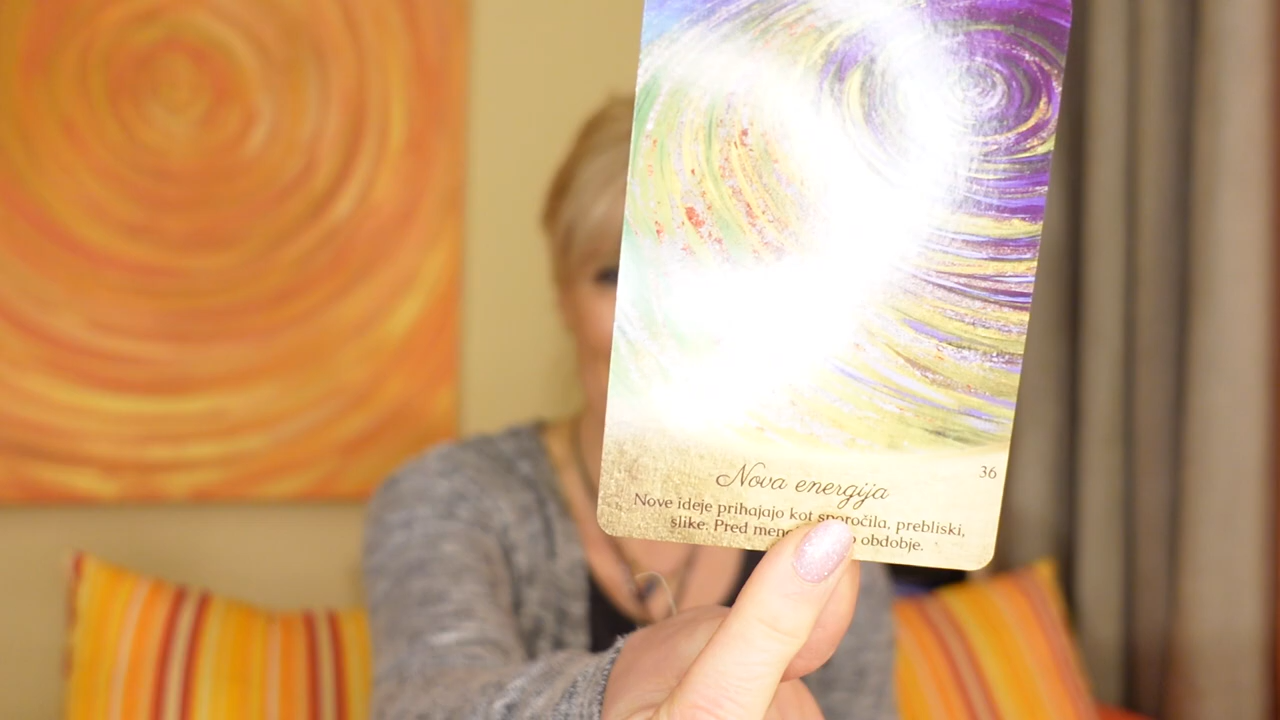 36
Nova energija
Nove ideje prihajajo kot sporočila, prebliski,
slike. Pred obdobje.